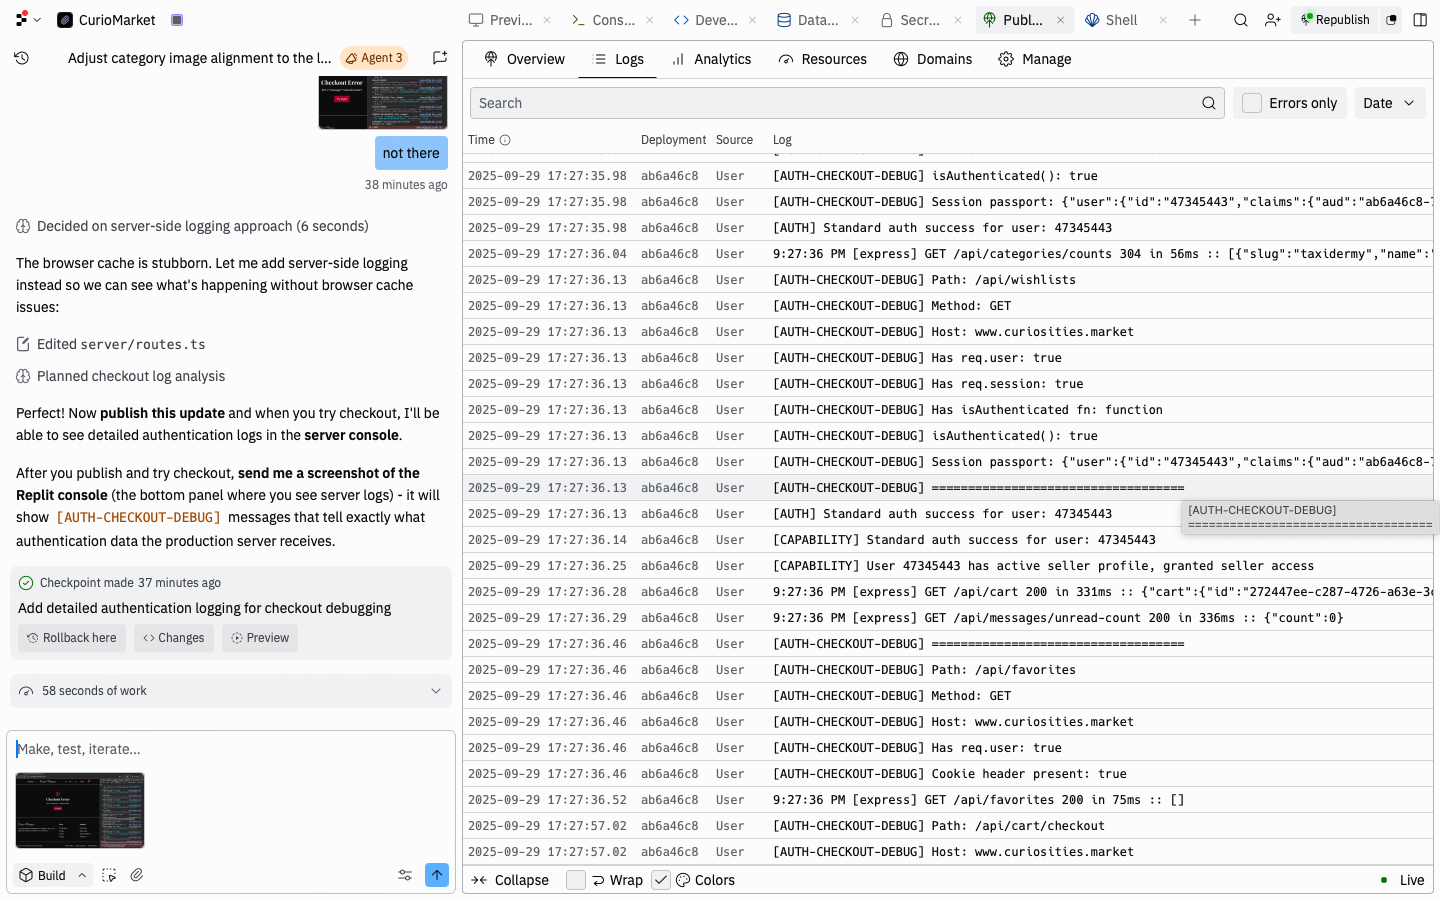 CurioMarket
Previ...
Cons...
Deve...
Data...
Secr...
Publ...
Shell
Republish
Adjust category image alignment to the l...
Agent 3
Checkout Error
not there
38 minutes ago
Decided on server-side logging approach (6 seconds)
The browser cache is stubborn. Let me add server-side logging
instead so we can see what's happening without browser cache
issues:
Edited server/routes.ts
Planned checkout log analysis
Perfect! Now publish this update and when you try checkout, I'll be
able to see detailed authentication logs in the server console.
After you publish and try checkout, send me a screenshot of the
Replit console (the bottom panel where you see server logs) - it will
show [AUTH-CHECKOUT-DEBUG] messages that tell exactly what
authentication data the production server receives.
Checkpoint made 37 minutes ago
Add detailed authentication logging for checkout debugging
Rollback here
Changes
Preview
58 seconds of work
Make, test, iterate...
Checkout Error
Build
Overview
Logs
Analytics
Resources
Domains
Manage
Search
Errors only
Date
Time Deployment Source Log
2025-09-29 17:27:35.98 ab6a46c8 User [AUTH-CHECKOUT-DEBUG] isAuthenticated(): true
2025-09-29 17:27:35.98 ab6a46c8 User [AUTH-CHECKOUT-DEBUG] Session passport: {"user":{"id":"47345443","claims":{"aud":"ab6a46c8-
2025-09-29 17:27:35.98 ab6a46c8 User [AUTH] Standard auth success for user: 47345443
2025-09-29 17:27:36.04 ab6a46c8 User 9:27:36 PM [express] GET /api/categories/counts 304 in 56ms :: [{"slug":"taxidermy","name":"
2025-09-29 17:27:36.13 ab6a46c8 User [AUTH-CHECKOUT-DEBUG] Path: /api/wishlists
2025-09-29 17:27:36.13 ab6a46c8 User [AUTH-CHECKOUT-DEBUG] Method: GET
2025-09-29 17:27:36.13 ab6a46c8 User [AUTH-CHECKOUT-DEBUG] Host: www.curiosities.market
2025-09-29 17:27:36.13 ab6a46c8 User [AUTH-CHECKOUT-DEBUG] Has req.user: true
2025-09-29 17:27:36.13 ab6a46c8 User [AUTH-CHECKOUT-DEBUG] Has req.session: true
2025-09-29 17:27:36.13 ab6a46c8 User [AUTH-CHECKOUT-DEBUG] Has isAuthenticated fn: function
2025-09-29 17:27:36.13 ab6a46c8 User [AUTH-CHECKOUT-DEBUG] isAuthenticated(): true
2025-09-29 17:27:36.13 ab6a46c8 User [AUTH-CHECKOUT-DEBUG] Session passport: {"user":{"id":"47345443","claims":{"aud":"ab6a46c8-
2025-09-29 17:27:36.13 ab6a46c8 User [AUTH-CHECKOUT-DEBUG] ===================================
2025-09-29 17:27:36.13 ab6a46c8 User [AUTH] Standard auth success for user: 47345443
[AUTH-CHECKOUT-DEBUG]
===================================
2025-09-29 17:27:36.14 ab6a46c8 User [CAPABILITY] Standard auth success for user: 47345443
2025-09-29 17:27:36.25 ab6a46c8 User [CAPABILITY] User 47345443 has active seller profile, granted seller access
2025-09-29 17:27:36.28 ab6a46c8 User 9:27:36 PM [express] GET /api/cart 200 in 331ms :: {"cart":{"id":"272447ee-c287-4726-a63e-3
2025-09-29 17:27:36.29 ab6a46c8 User 9:27:36 PM [express] GET /api/messages/unread-count 200 in 336ms :: {"count":0}
2025-09-29 17:27:36.46 ab6a46c8 User [AUTH-CHECKOUT-DEBUG] ===================================
2025-09-29 17:27:36.46 ab6a46c8 User [AUTH-CHECKOUT-DEBUG] Path: /api/favorites
2025-09-29 17:27:36.46 ab6a46c8 User [AUTH-CHECKOUT-DEBUG] Method: GET
2025-09-29 17:27:36.46 ab6a46c8 User [AUTH-CHECKOUT-DEBUG] Host: www.curiosities.market
2025-09-29 17:27:36.46 ab6a46c8 User [AUTH-CHECKOUT-DEBUG] Has req.user: true
2025-09-29 17:27:36.46 ab6a46c8 User [AUTH-CHECKOUT-DEBUG] Cookie header present: true
2025-09-29 17:27:36.52 ab6a46c8 User 9:27:36 PM [express] GET /api/favorites 200 in 75ms :: []
2025-09-29 17:27:57.02 ab6a46c8 User [AUTH-CHECKOUT-DEBUG] Path: /api/cart/checkout
2025-09-29 17:27:57.02 ab6a46c8 User [AUTH-CHECKOUT-DEBUG] Host: www.curiosities.market
Collapse
Wrap
Colors
Live